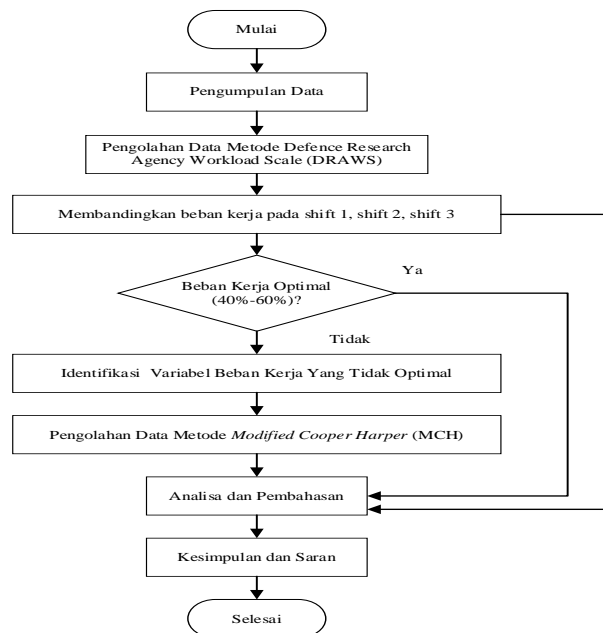 Mulai
Pengumpulan Data
Pengolahan Data Metode Defence Research
Agency Workload Scale (DRAWS)
Membandingkan beban kerja pada shift 1, shift 2, shift 3
Ya
Beban Kerja Optimal
(40%-60%)?
Tidak
Identifikasi Variabel Beban Kerja Yang Tidak Optimal
Pengolahan Data Metode Modified Cooper Harper (MCH)
Analisa dan Pembahasan
Kesimpulan dan Saran
Selesai